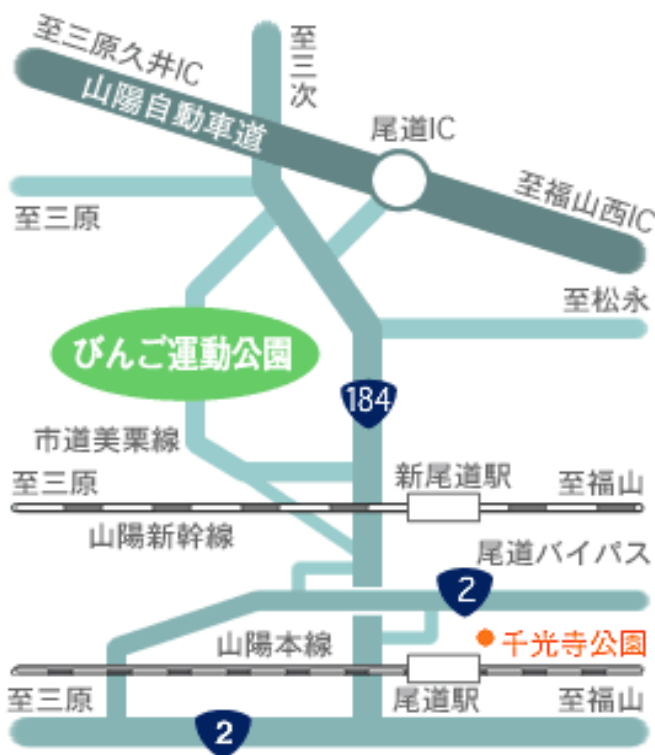 至三原久井IC
至三次
山陽自動車道
尾道IC
至福山西IC
至三原
至松永
びんご運動公園
184
市道美栗線
至三原
新尾道駅
至福山
山陽新幹線
尾道バイパス
2
山陽本線
千光寺公園
至三原
尾道駅
至福山
2